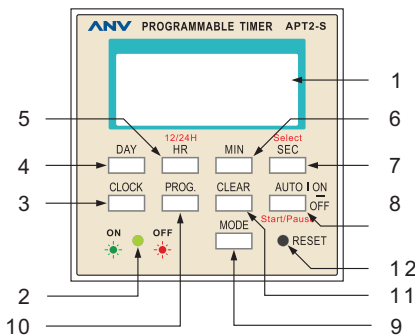 ANV PROGRAMMABLE TIMER APT2-S
1
5 6
12/24H Select
DAY HR MIN SEC
4 7
CLOCK PROG. CLEAR AUTO I ON
OFF
3 8
Start/Pause
MODE
ON OFF
RESET
2 12
10 11
9